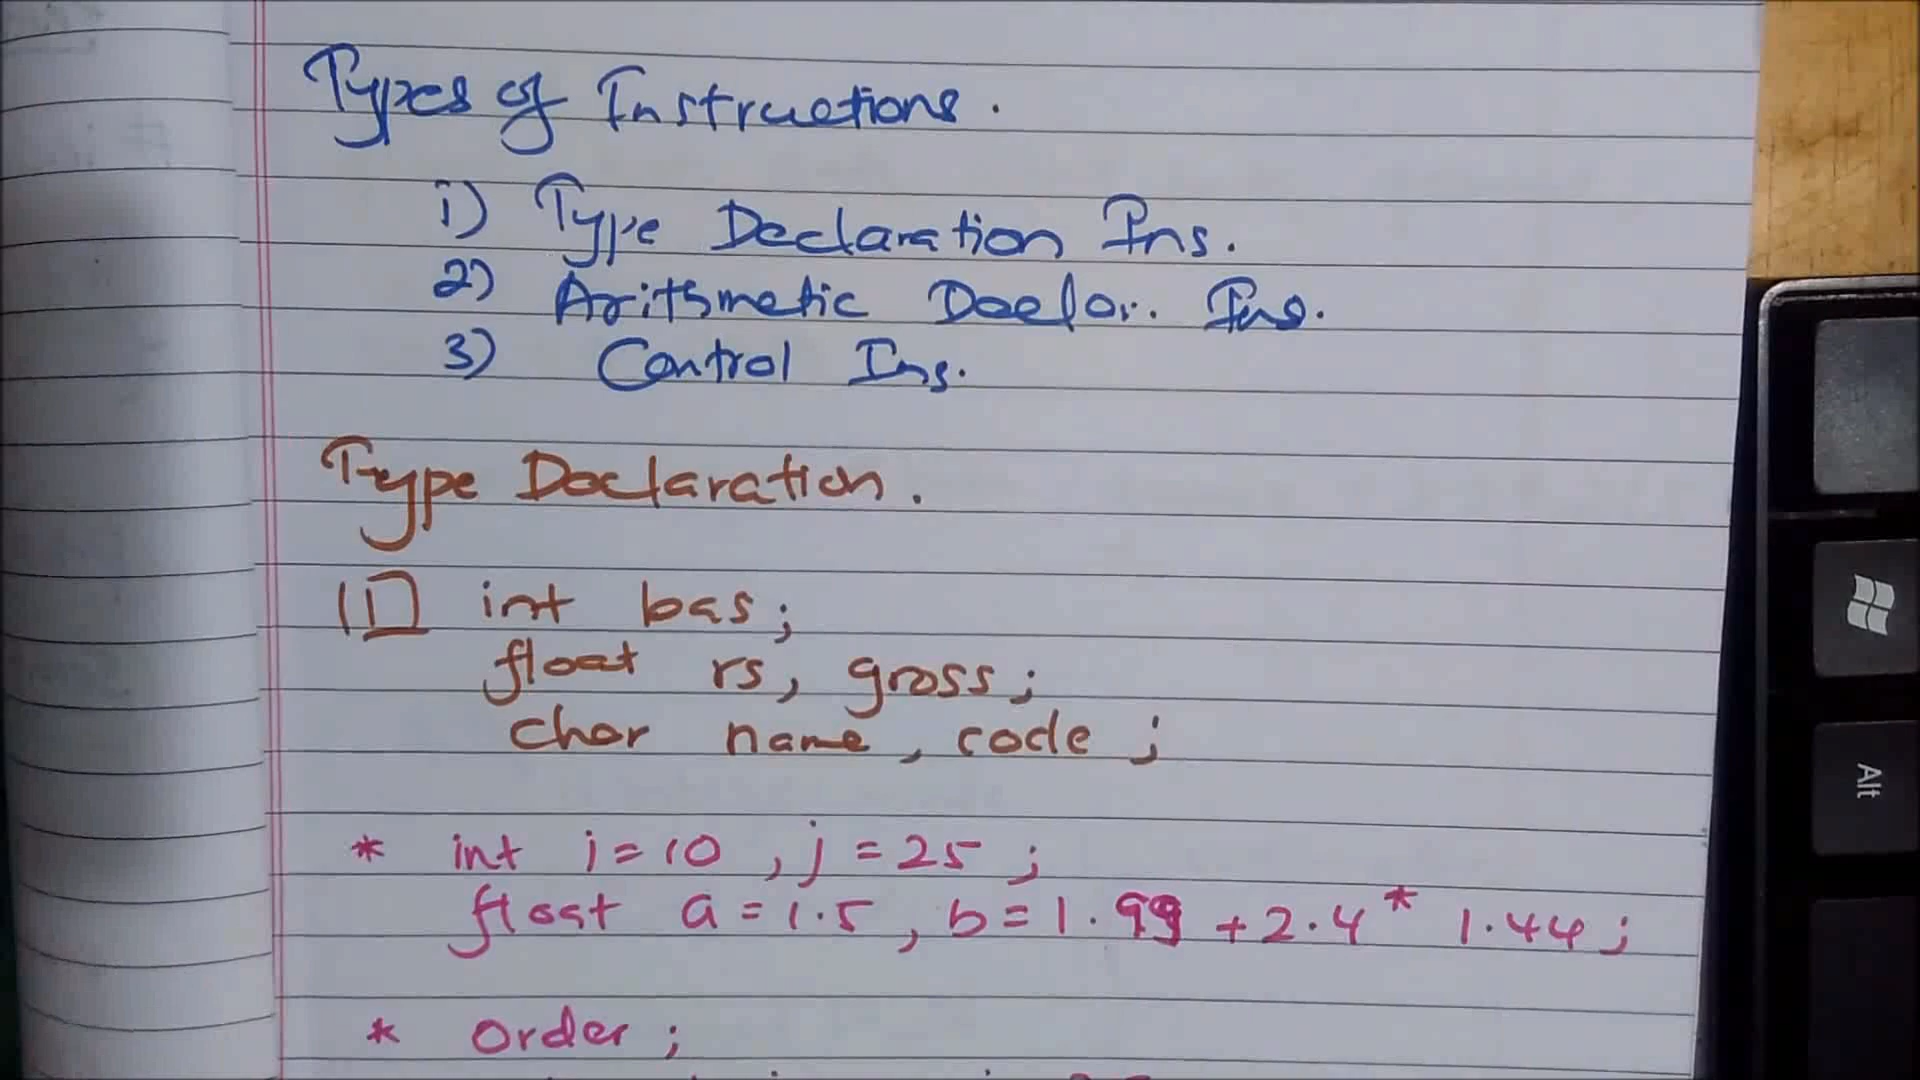 Types of Instructions.
i) Type Declaration Ins.
2) Arithmetic Declar. Ins.
3) Control Ins.
Type Declaration.
1) int bas;
float rs, gross;
char name, code;
* int i=10, j=25;
float a=1.5, b=1.99+2.4* 1.44;
* Order;
Alt